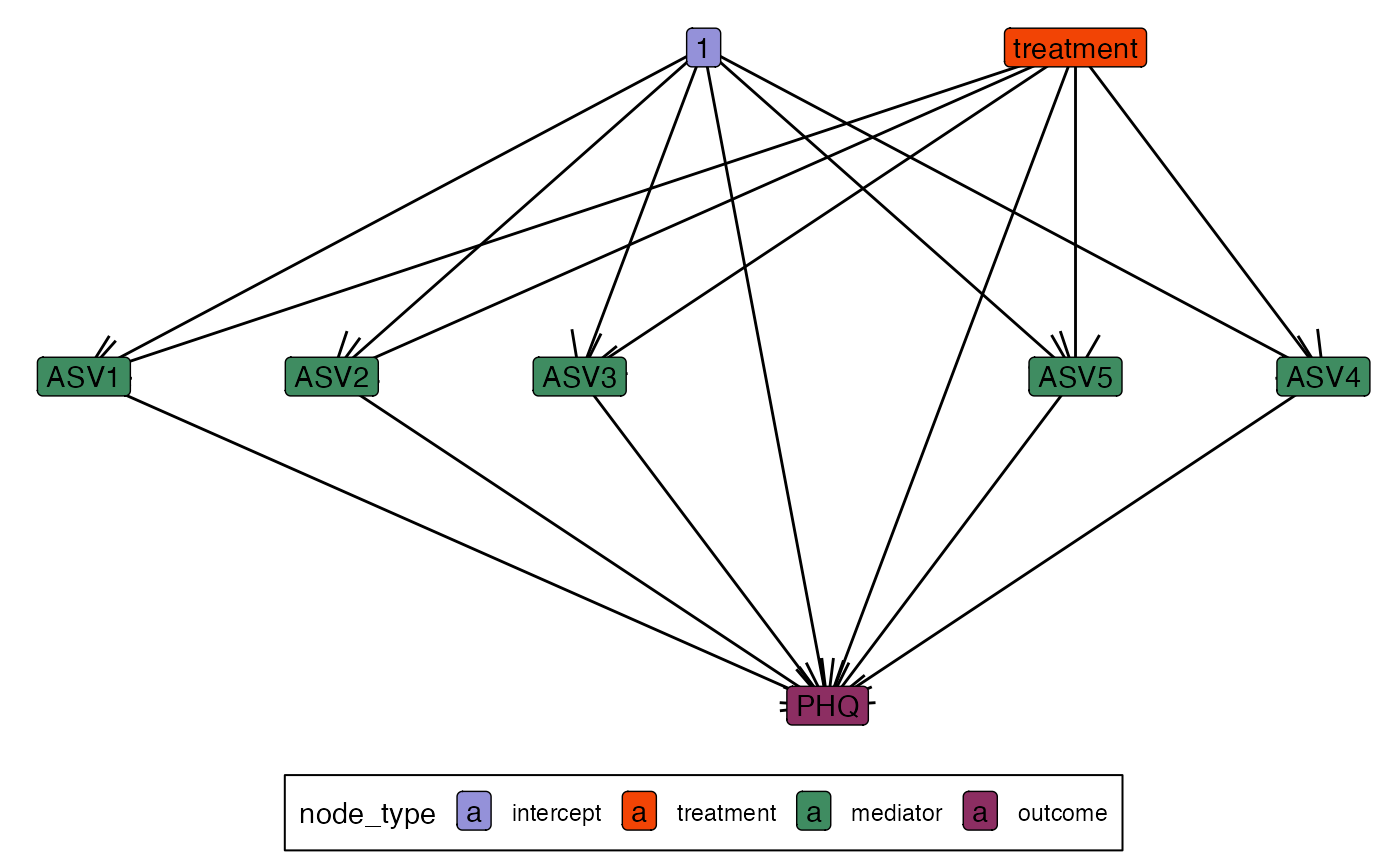 1 treatment
ASV1 ASV2 ASV3 ASV5 ASV4
PHQ
node_type a intercept a treatment a mediator a outcome